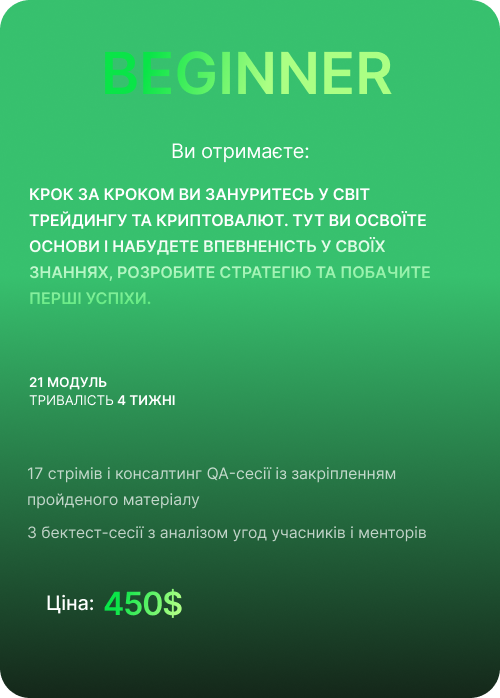 BEGINNER
Ви отримаєте:
КРОК ЗА КРОКОМ ВИ ЗАНУРИТЕСЬ У СВІТ
ТРЕЙДИНГУ ТА КРИПТОВАЛЮТ. ТУТ ВИ ОСВОЇТЕ
ОСНОВИ І НАБУДЕТЕ ВПЕВНЕНІСТЬ У СВОЇХ
ЗНАННЯХ, РОЗРОБИТЕ СТРАТЕГІЮ ТА ПОБАЧИТЕ
ПЕРШІ УСПІХИ.
21 МОДУЛЬ
ТРИВАЛІСТЬ 4 ТИЖНІ
17 стрімів і консалтинг QA-сесії із закріпленням
пройденого матеріалу
3 бектест-сесії з аналізом угод учасників і менторів
Ціна: 450$